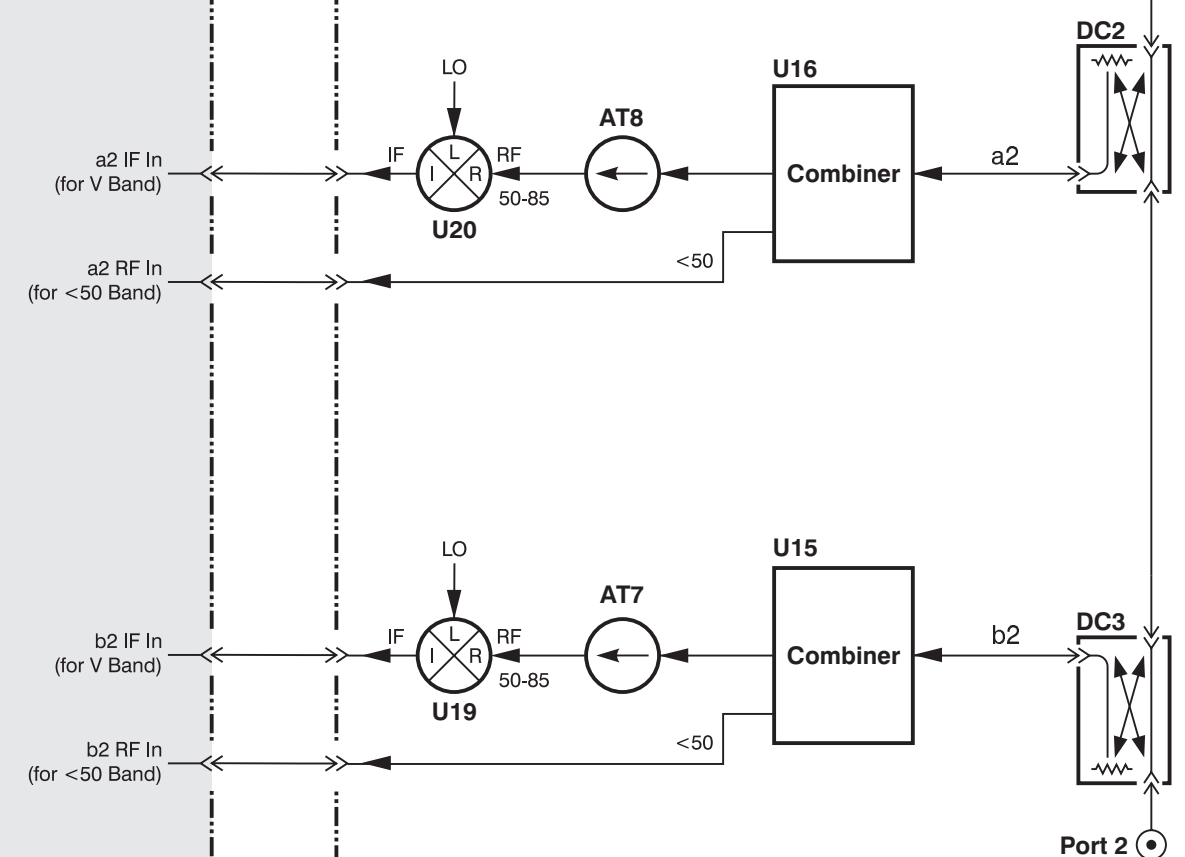 DC2
LO
U16
AT8
a2 IF In
(for V Band)
IF
L
I
R
RF
50-85
U20
Combiner
a2
a2 RF In
(for <50 Band)
<50
LO
U15
AT7
DC3
b2 IF In
(for V Band)
IF
L
I
R
RF
50-85
U19
Combiner
b2
b2 RF In
(for <50 Band)
<50
Port 2